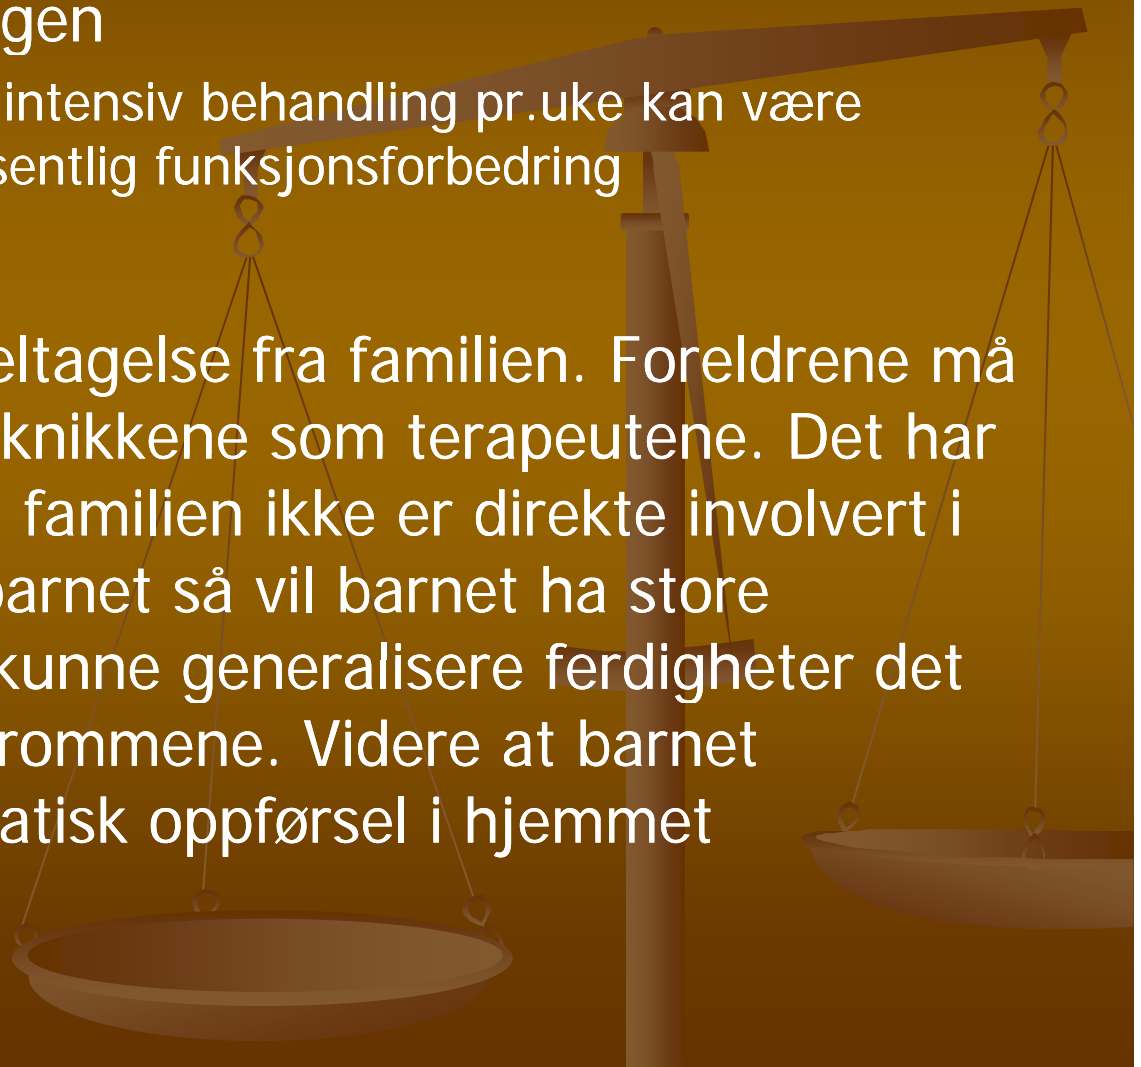 gen
intensiv behandling pr.uke kan være
sentlig funksjonsforbedring
eltagelse fra familien. Foreldrene må
knikkene som terapeutene. Det har
familien ikke er direkte involvert i
barnet så vil barnet ha store
kunne generalisere ferdigheter det
rommene. Videre at barnet
atisk oppførsel i hjemmet